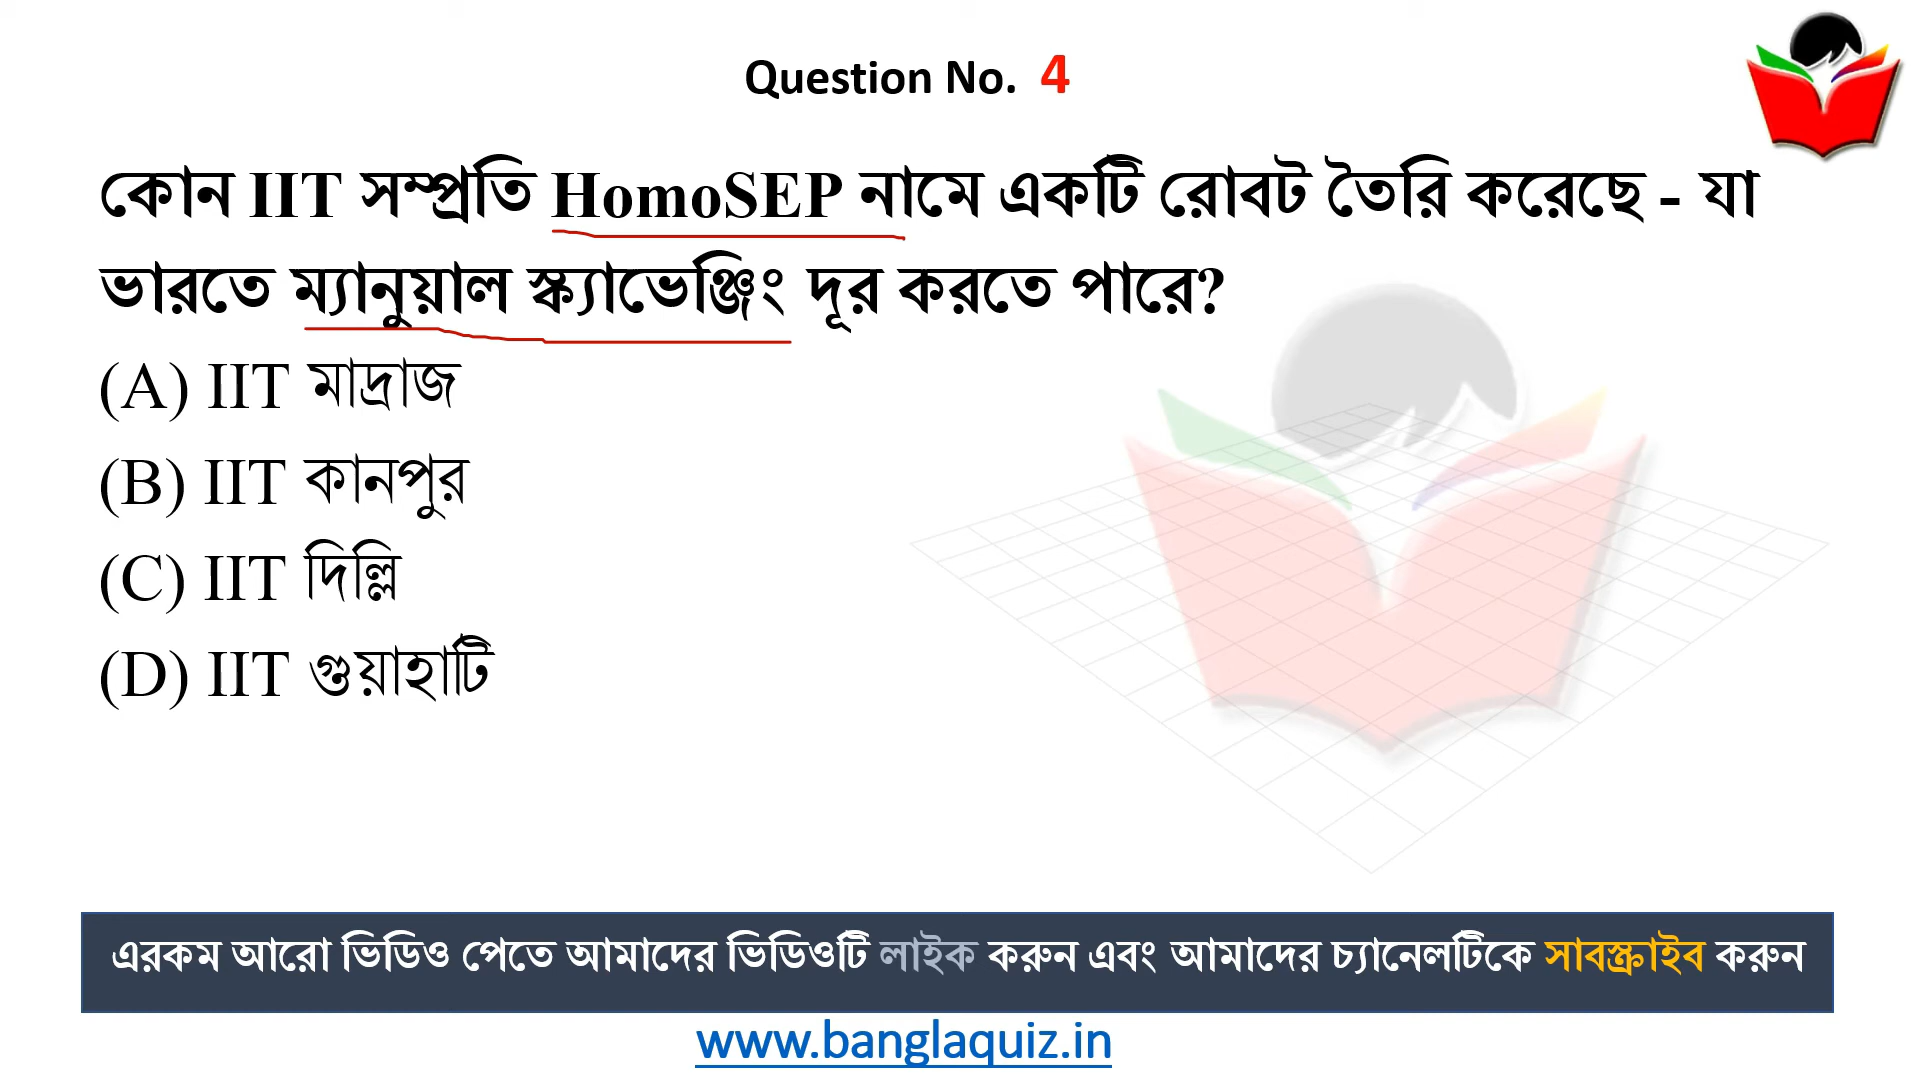 Question No. 4
কোন IIT সম্প্রতি HomoSEP নামে একটি রোবট তৈরি করেছে - যা
ভারতে ম্যানুয়াল স্ক্যাভেঞ্জিং দূর করতে পারে?
(A) IIT মাদ্রাজ
(B) IIT কানপুর
(C) IIT দিল্লি
(D) IIT গুয়াহাটি
এরকম আরো ভিডিও পেতে আমাদের ভিডিওটি লাইক করুন এবং আমাদের চ্যানেলটিকে সাবস্ক্রাইব করুন
www.banglaquiz.in